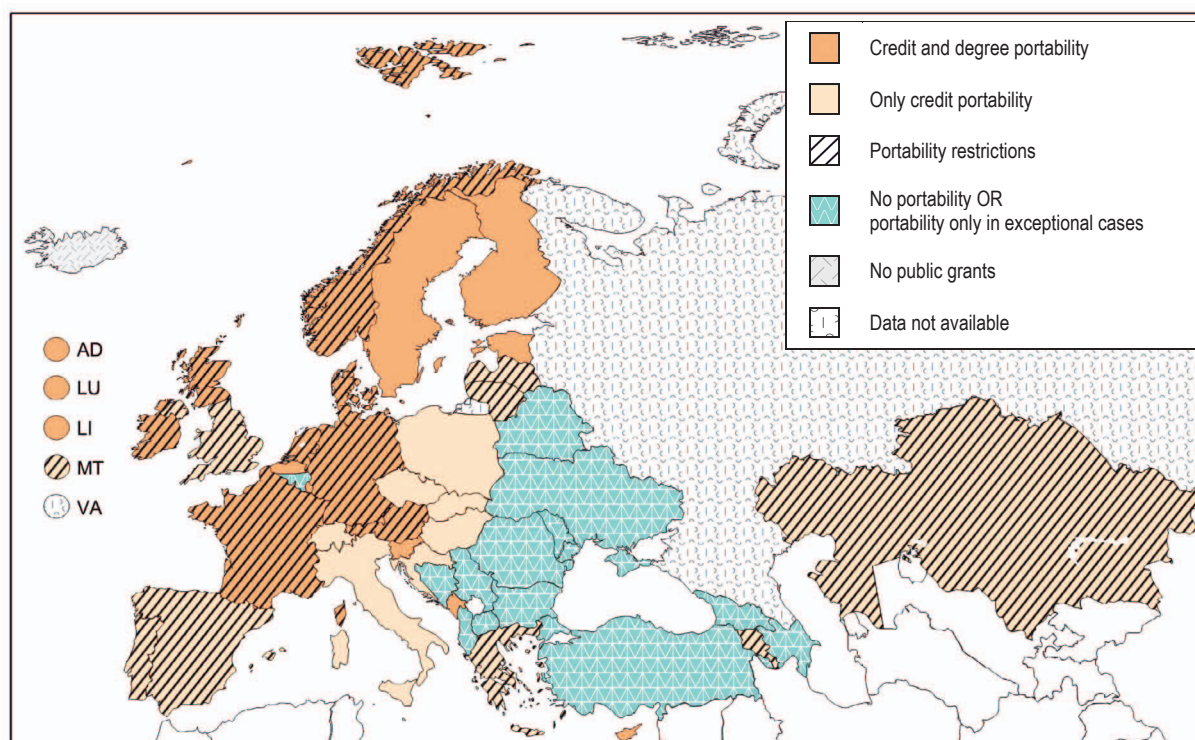 Credit and degree portability
Only credit portability
Portability restrictions
No portability OR
portability only in exceptional cases
No public grants
Data not available
AD
LU
LI
MT
VA